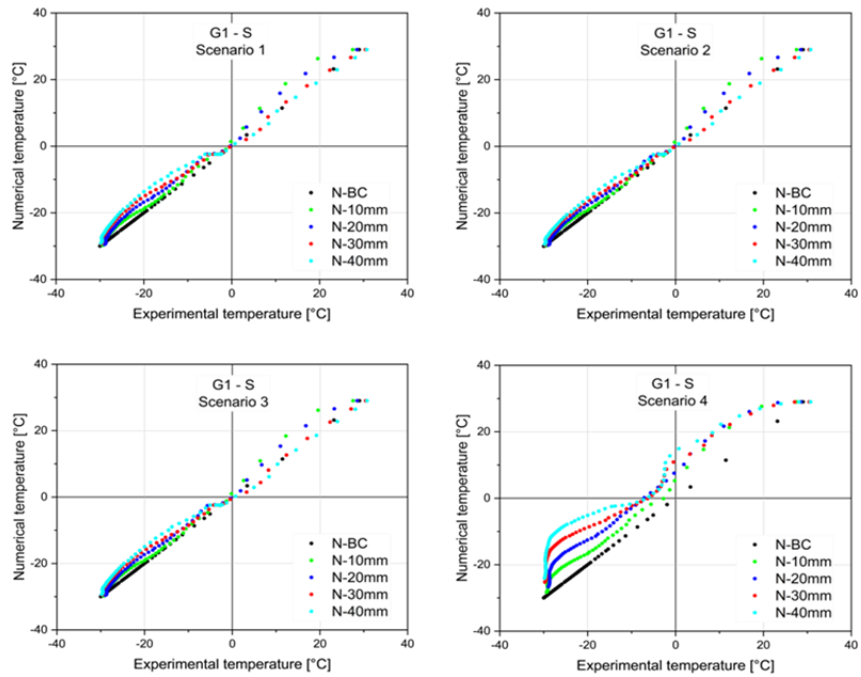 G1 - S
Scenario 1
40
20
0
-20
-40
-40
-20
0
20
40
Numerical temperature [°C]
Experimental temperature [°C]
N-BC
N-10mm
N-20mm
N-30mm
N-40mm
G1 - S
Scenario 2
40
20
0
-20
-40
-40
-20
0
20
40
Numerical temperature [°C]
Experimental temperature [°C]
N-BC
N-10mm
N-20mm
N-30mm
N-40mm
G1 - S
Scenario 3
40
20
0
-20
-40
-40
-20
0
20
40
Numerical temperature [°C]
Experimental temperature [°C]
N-BC
N-10mm
N-20mm
N-30mm
N-40mm
G1 - S
Scenario 4
40
20
0
-20
-40
-40
-20
0
20
40
Numerical temperature [°C]
Experimental temperature [°C]
N-BC
N-10mm
N-20mm
N-30mm
N-40mm